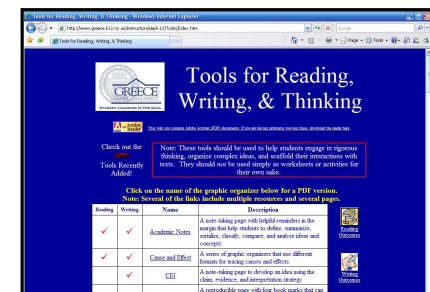 Tools for Reading, Writing, & Thinking - Windows Internet Explorer
Google
Tools for Reading, Writing, & Thinking
Page
Tools
GREECE
STUDENT LEARNING IS THE GOAL
Tools for Reading,
Writing, & Thinking
Adobe Reader
This web site contains Adobe Acrobat (PDF) documents. If you are having problems viewing these, download the reader here.
Check out the
Tools Recently
Added!
Note: These tools should be used to help students engage in rigorous
thinking, organize complex ideas, and scaffold their interactions with
texts. They should not be used simply as worksheets or activities for
their own sake.
Click on the name of the graphic organizer below for a PDF version.
Note: Several of the links include multiple resources and several pages.
Reading Writing Name Description
Academic Notes
A note-taking page with helpful reminders in the
margin that help students to define, summarize,
serialize, classify, compare, and analyze ideas and
concepts
Cause and Effect
A series of graphic organizers that use different
formats for tracing causes and effects
CEI
A note-taking page to develop an idea using the
claim, evidence, and interpretation strategy
A reproducible page with four book marks that can
Reading
Outcomes
Writing
Outcomes